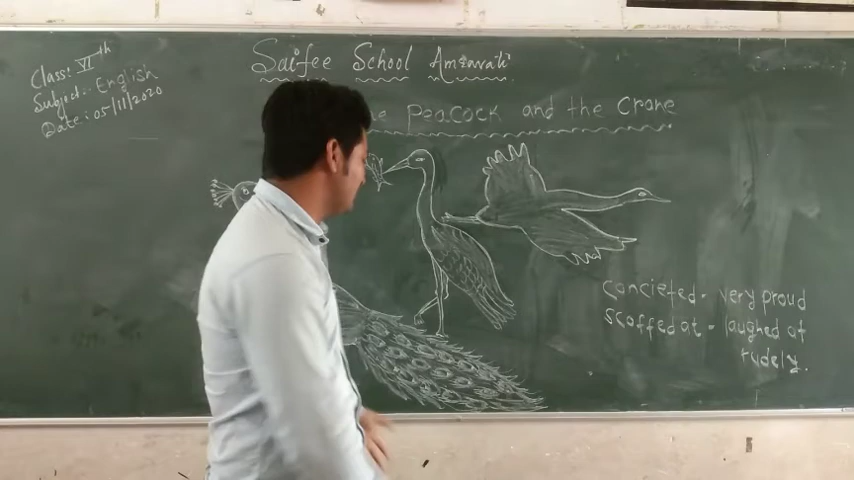 Class: VIth
Subject:- English
Date: 05/11/2020
Saifee School Amravati
Peacock and the Crane
Conciefed - very proud
Scoffed at - laughed at
rudely.